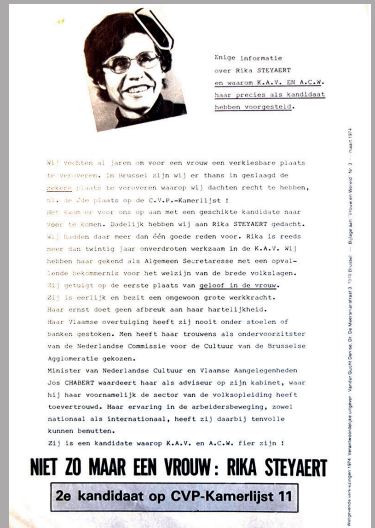 Enige informatie
over Rika STEYAERT
en waarom K.A.V. EN A.C.W.
haar precies als kandidaat
hebben voorgesteld.
Wij vechten al jaren om voor een vrouw een verkiesbare plaats
te veroveren. In Brussel zijn wij er thans in geslaagd de
zekere plaats te veroveren waarop wij dachten recht te hebben,
nl. de 2de plaats op de C.V.P.-Kamerlijst !
Het kwam er voor ons op aan met een geschikte kandidate naar
voor te komen. Dadelijk hebben wij aan Rika STEYAERT gedacht.
Wij hadden daar meer dan één goede reden voor. Rika is reeds
meer dan twintig jaar onverdroten werkzaam in de K.A.V. Wij
hebben haar gekend als Algemeen Secretaresse met een opval-
lende bekommernis voor het welzijn van de brede volkslagen.
Zij getuigt op de eerste plaats van geloof in de vrouw.
Zij is eerlijk en bezit een ongewoon grote werkkracht.
Haar ernst doet geen afbreuk aan haar hartelijkheid.
Haar Vlaamse overtuiging heeft zij nooit onder stoelen of
banken gestoken. Men heeft haar trouwens als ondervoorzitster
van de Nederlandse Commissie voor de Cultuur van de Brusselse
Agglomeratie gekozen.
Minister van Nederlandse Cultuur en Vlaamse Aangelegenheden
Jos CHABERT waardeert haar als adviseur op zijn kabinet, waar
hij haar voornamelijk de sector van de volksopleiding heeft
toevertrouwd. Haar ervaring in de arbeidersbeweging, zowel
nationaal als internationaal, heeft zij daarbij tenvolle
kunnen benutten.
Zij is een kandidate waarop K.A.V. en A.C.W. fier zijn !
NIET ZO MAAR EEN VROUW: RIKA STEYAERT
2e kandidaat op CVP-Kamerlijst 11